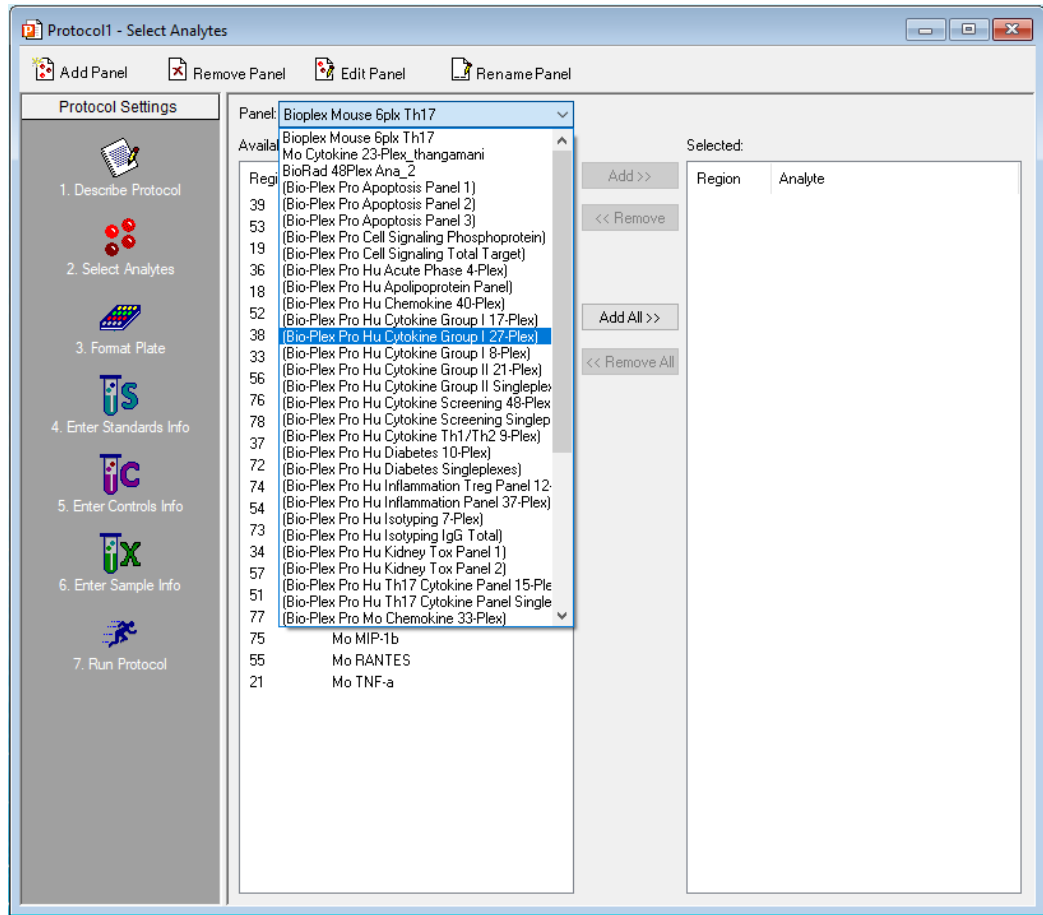 Protocol1 - Select Analytes
Add Panel Remove Panel Edit Panel Rename Panel
Protocol Settings
1. Describe Protocol
2. Select Analytes
3. Format Plate
4. Enter Standards Info
5. Enter Controls Info
6. Enter Sample Info
7. Run Protocol
Panel: Bioplex Mouse 6plx Th17
Bioplex Mouse 6plx Th17
Mo Cytokine 23-Plex_thangamani
BioRad 48Plex Ana_2
(Bio-Plex Pro Apoptosis Panel 1)
(Bio-Plex Pro Apoptosis Panel 2)
(Bio-Plex Pro Apoptosis Panel 3)
(Bio-Plex Pro Cell Signaling Phosphoprotein)
(Bio-Plex Pro Cell Signaling Total Target)
(Bio-Plex Pro Hu Acute Phase 4-Plex)
(Bio-Plex Pro Hu Apolipoprotein Panel)
(Bio-Plex Pro Hu Chemokine 40-Plex)
(Bio-Plex Pro Hu Cytokine Group I 17-Plex)
(Bio-Plex Pro Hu Cytokine Group I 27-Plex)
(Bio-Plex Pro Hu Cytokine Group I 8-Plex)
(Bio-Plex Pro Hu Cytokine Group II 21-Plex)
(Bio-Plex Pro Hu Cytokine Group II Singleplex
(Bio-Plex Pro Hu Cytokine Screening 48-Plex
(Bio-Plex Pro Hu Cytokine Screening Singlep
(Bio-Plex Pro Hu Cytokine Th1/Th2 9-Plex)
(Bio-Plex Pro Hu Diabetes 10-Plex)
(Bio-Plex Pro Hu Diabetes Singleplexes)
(Bio-Plex Pro Hu Inflammation Treg Panel 12-
(Bio-Plex Pro Hu Inflammation Panel 37-Plex)
(Bio-Plex Pro Hu Isotyping 7-Plex)
(Bio-Plex Pro Hu Isotyping IgG Total)
(Bio-Plex Pro Hu Kidney Tox Panel 1)
(Bio-Plex Pro Hu Kidney Tox Panel 2)
(Bio-Plex Pro Hu Th17 Cytokine Panel 15-Ple
(Bio-Plex Pro Hu Th17 Cytokine Panel Single
(Bio-Plex Pro Mo Chemokine 33-Plex)
Availal
Regi
39
53
19
36
18
52
38
33
56
76
78
37
72
74
54
73
34
57
51
77
75 Mo MIP-1b
55 Mo RANTES
21 Mo TNF-a
Add >>
<< Remove
Add All >>
<< Remove All
Selected:
Region Analyte